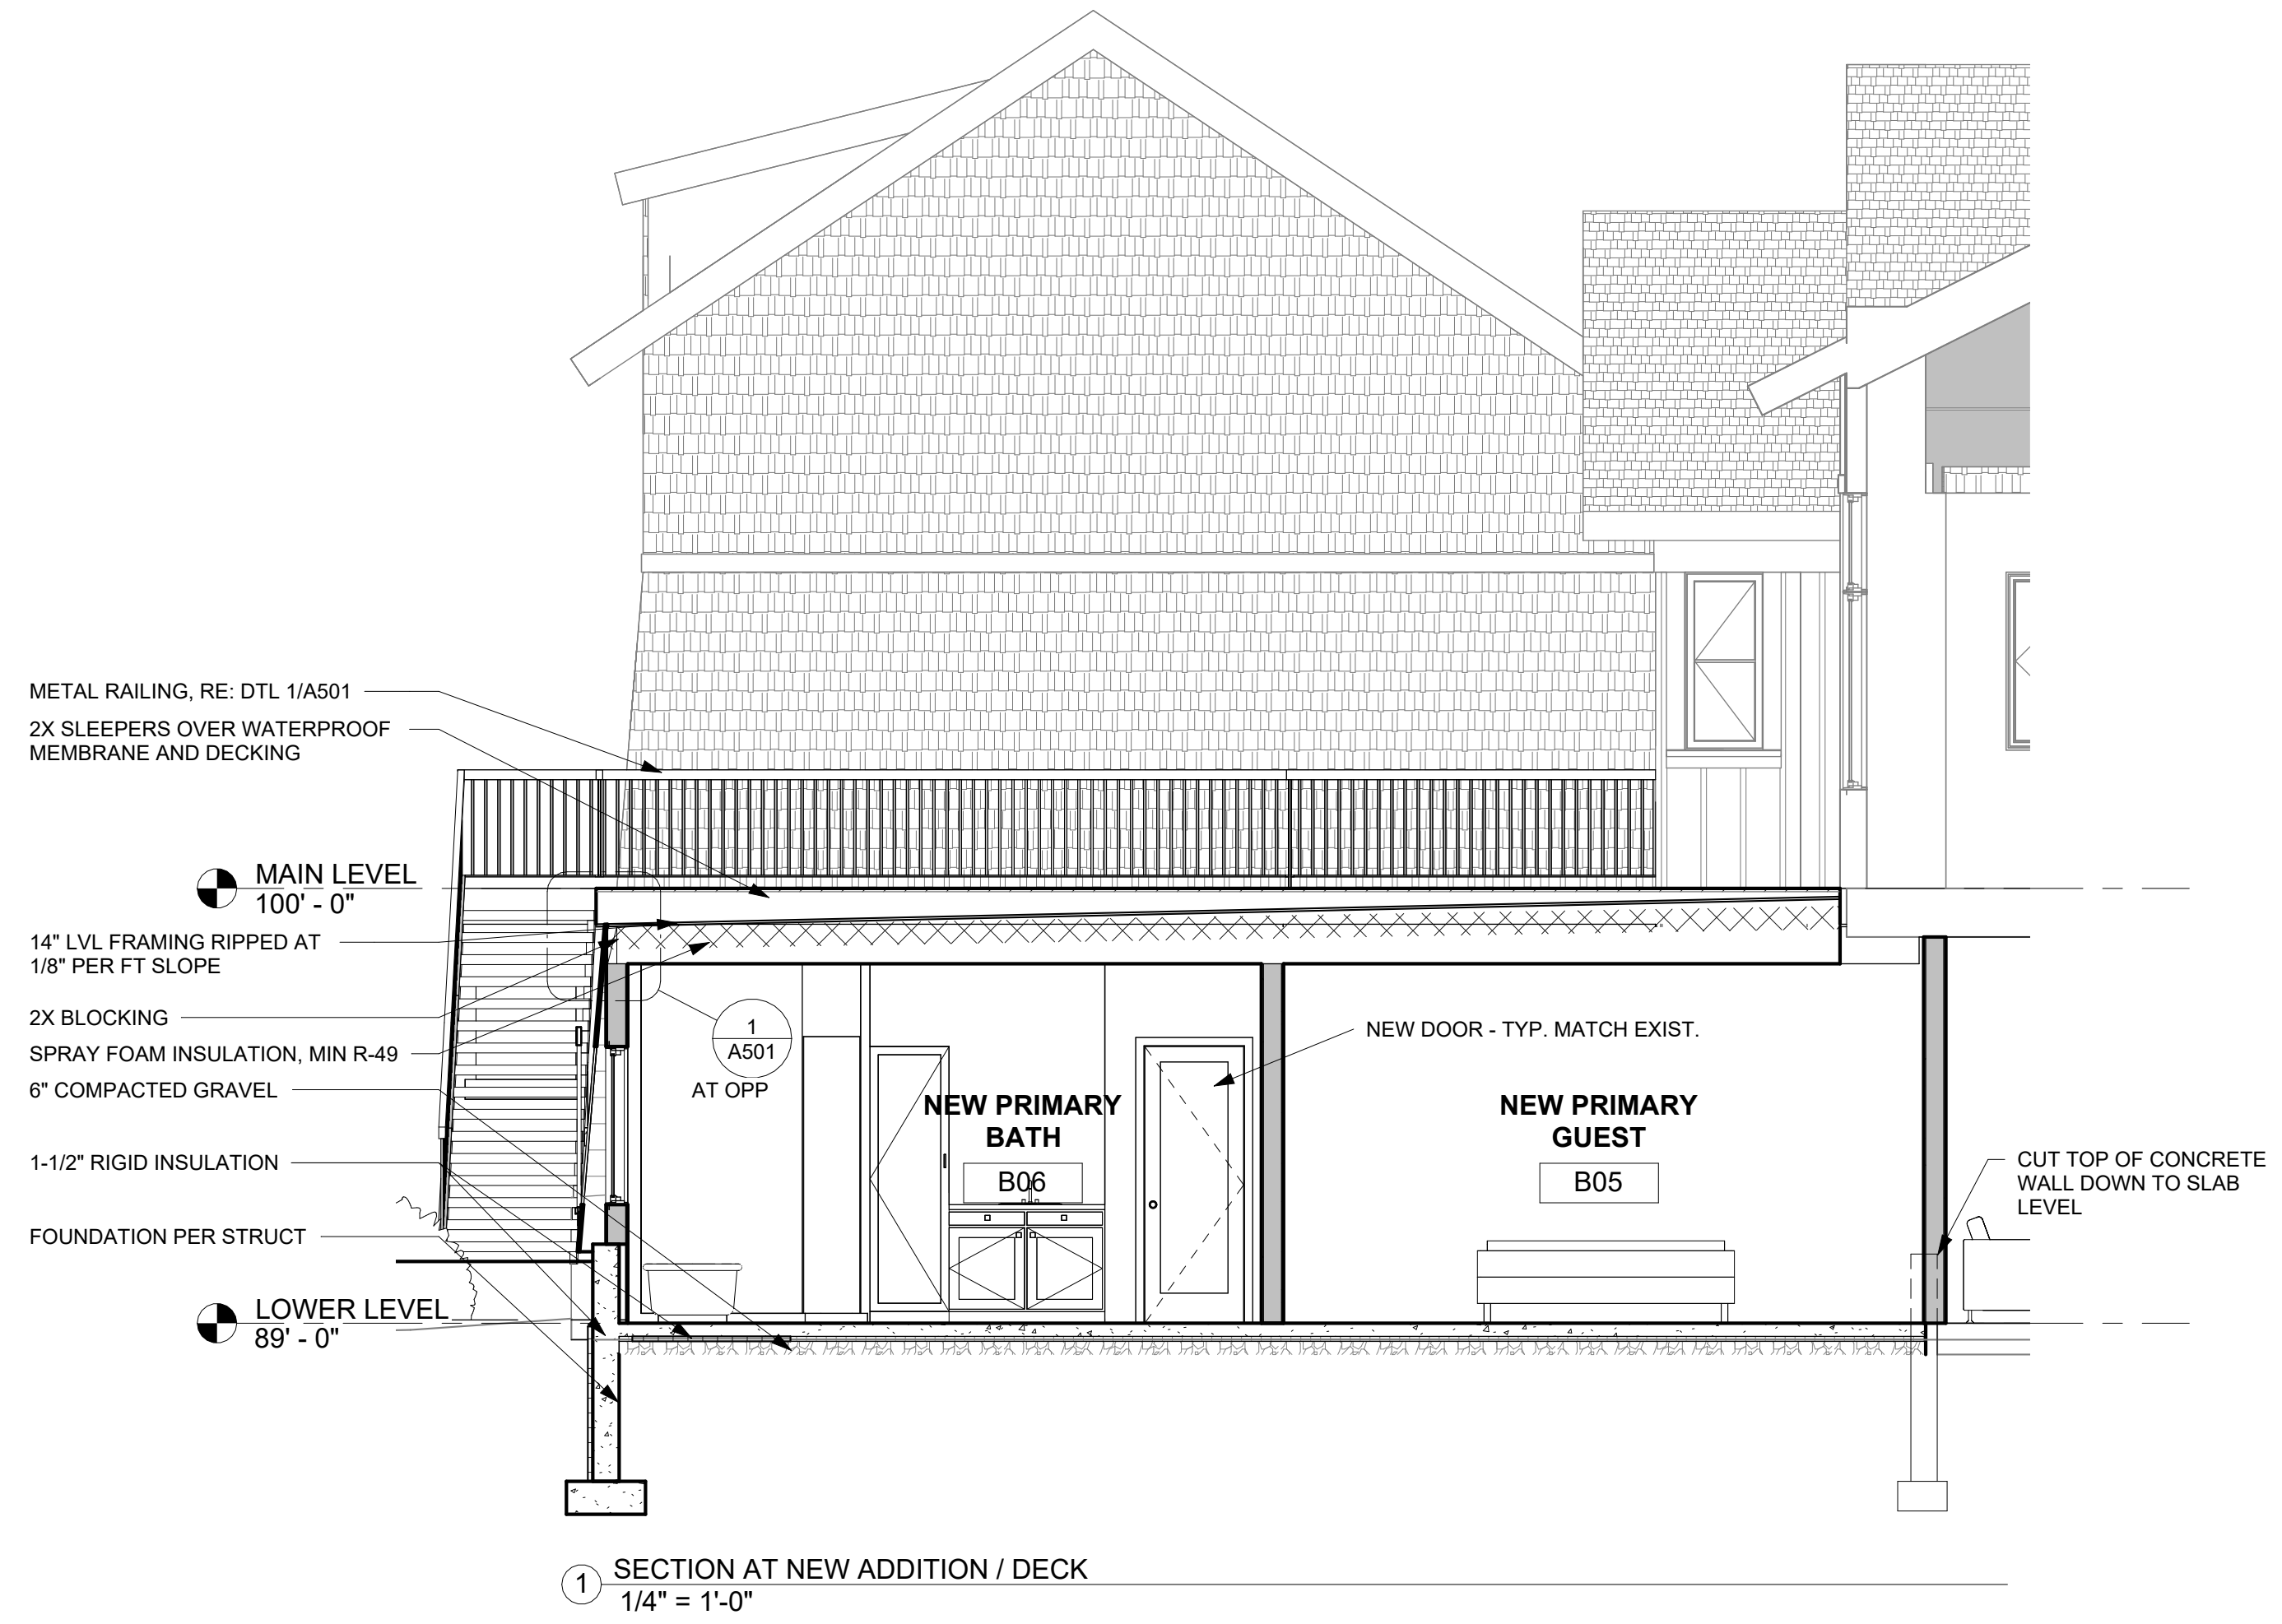 METAL RAILING, RE: DTL 1/A501
2X SLEEPERS OVER WATERPROOF
MEMBRANE AND DECKING
MAIN LEVEL
100' - 0"
14" LVL FRAMING RIPPED AT
1/8" PER FT SLOPE
2X BLOCKING
SPRAY FOAM INSULATION, MIN R-49
6" COMPACTED GRAVEL
1-1/2" RIGID INSULATION
FOUNDATION PER STRUCT
LOWER LEVEL
89' - 0"
1
A501
AT OPP
NEW PRIMARY
BATH
B06
NEW DOOR - TYP. MATCH EXIST.
NEW PRIMARY
GUEST
B05
CUT TOP OF CONCRETE
WALL DOWN TO SLAB
LEVEL
1 SECTION AT NEW ADDITION / DECK
1/4" = 1'-0"